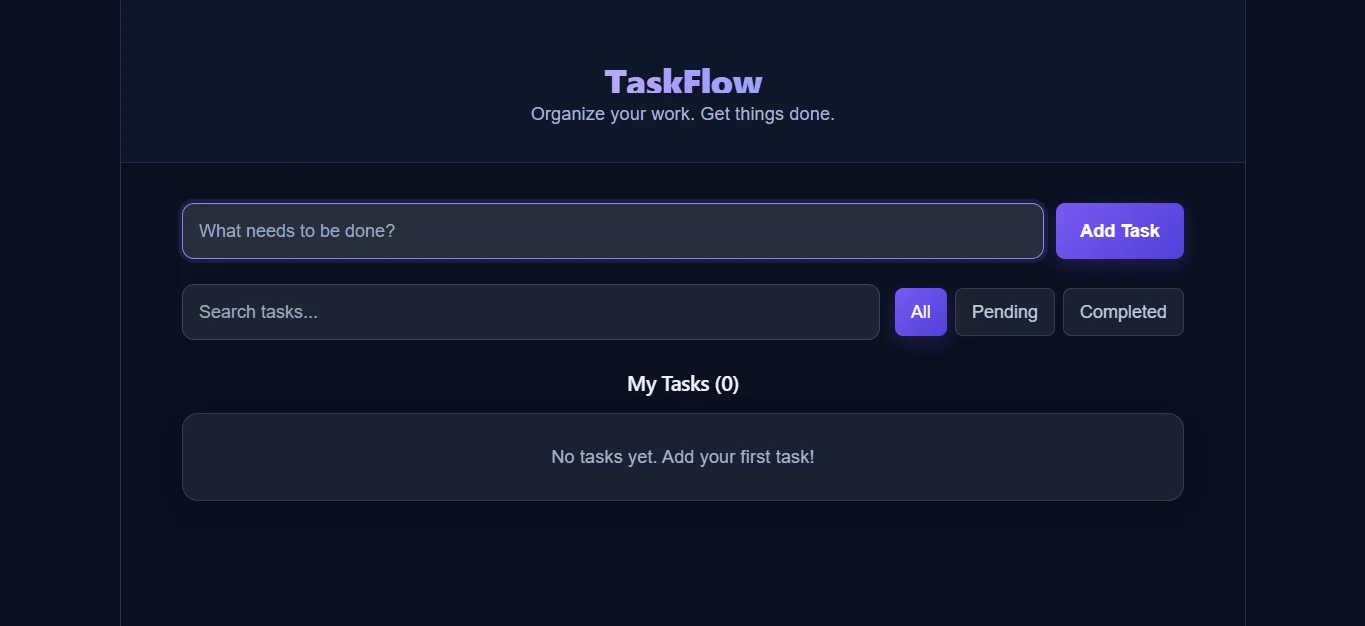 TaskFlow
Organize your work. Get things done.
What needs to be done?
Add Task
Search tasks...
All
Pending
Completed
My Tasks (0)
No tasks yet. Add your first task!